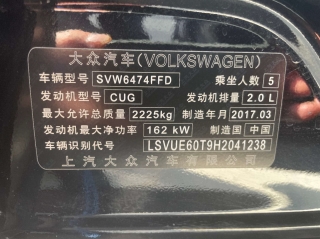 大众汽车(VOLKSWAGEN)
车辆型号 SVW6474FFD 乘坐人数 5
发动机型号 CUG 发动机排量 2.0 L
最大允许总质量 2225kg 制造年月 2017.03
发动机最大净功率 162 kW 制造国 中国
车辆识别代号 LSVUE60T9H2041238
上汽大众汽车有限公司